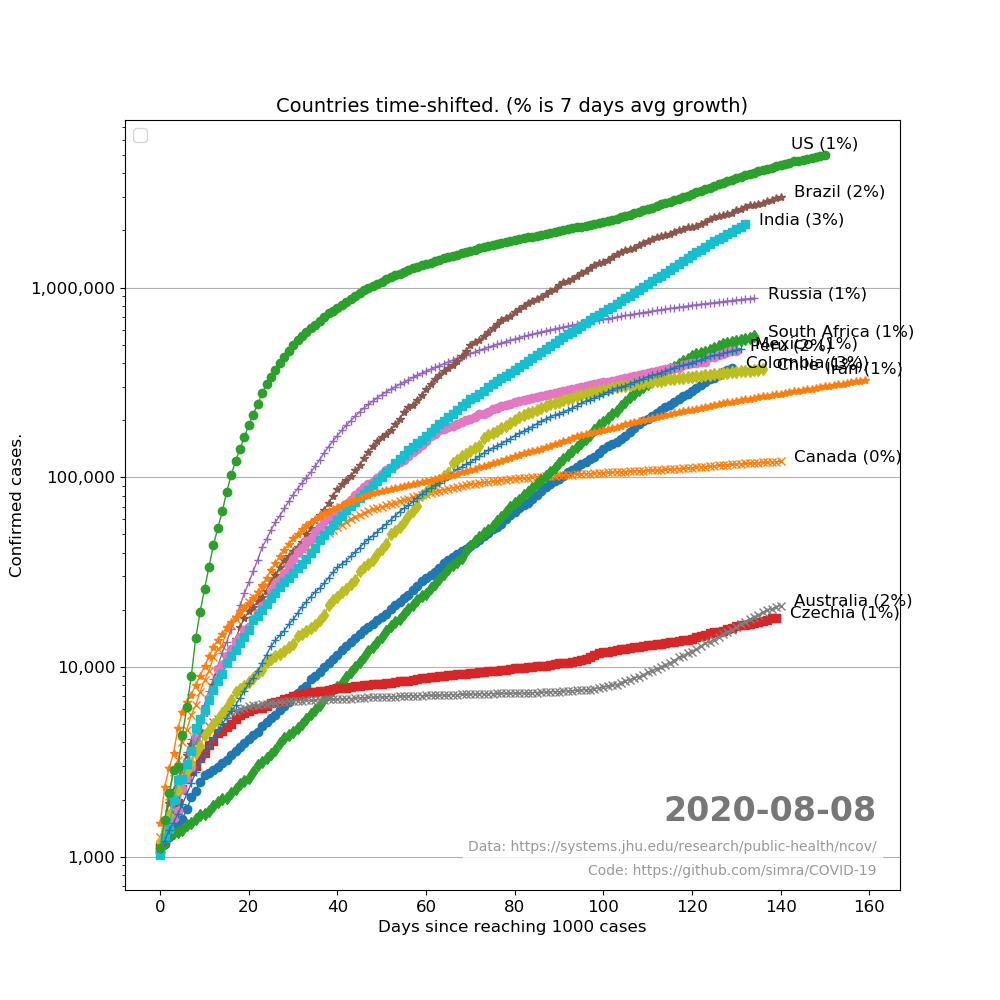 Countries time-shifted. (% is 7 days avg growth)
US (1%)
Brazil (2%)
India (3%)
1,000,000
Russia (1%)
South Africa (1%)
Mexico (1%)
Peru (2%)
Colombia (3%)
Chile (1%)
Iran (1%)
100,000
Canada (0%)
Australia (2%)
Czechia (1%)
10,000
2020-08-08
Data: https://systems.jhu.edu/research/public-health/ncov/
1,000
Code: https://github.com/simra/COVID-19
0 20 40 60 80 100 120 140 160
Days since reaching 1000 cases
Confirmed cases.